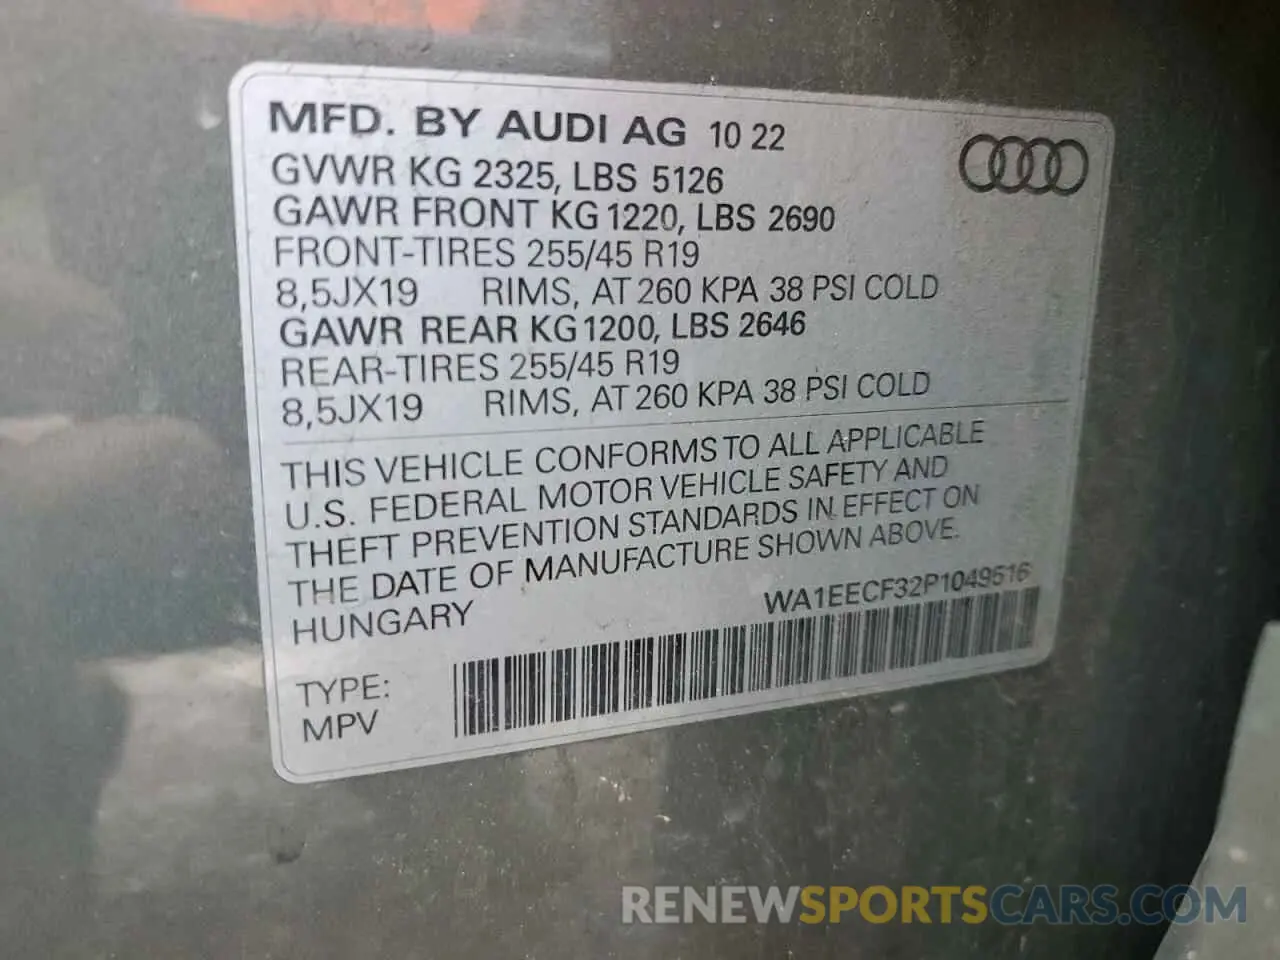 MFD. BY AUDI AG 10 22
GVWR KG 2325, LBS 5126
GAWR FRONT KG 1220, LBS 2690
FRONT-TIRES 255/45 R19
8,5JX19 RIMS, AT 260 KPA 38 PSI COLD
GAWR REAR KG 1200, LBS 2646
REAR-TIRES 255/45 R19
8,5JX19 RIMS, AT 260 KPA 38 PSI COLD
THIS VEHICLE CONFORMS TO ALL APPLICABLE
U.S. FEDERAL MOTOR VEHICLE SAFETY AND
THEFT PREVENTION STANDARDS IN EFFECT ON
THE DATE OF MANUFACTURE SHOWN ABOVE.
HUNGARY
WA1EECF32P1049516
TYPE:
MPV
RENEWSPORTSCARS.COM